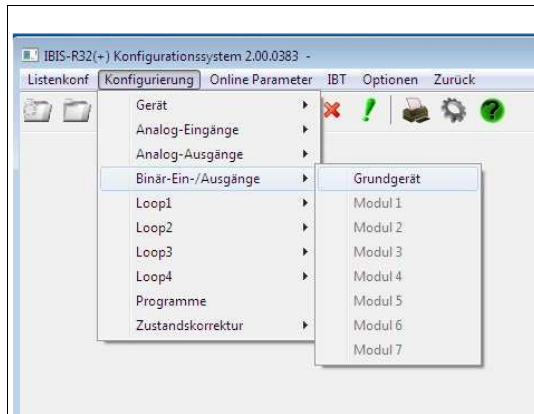 IBIS-R32(+) Konfigurationssystem 2.00.0383 -
Listenkonf Konfigurierung Online Parameter IBT Optionen Zurück
Gerät
Analog-Eingänge
Analog-Ausgänge
Binär-Ein-/Ausgänge
Loop1
Loop2
Loop3
Loop4
Programme
Zustandskorrektur
Grundgerät
Modul 1
Modul 2
Modul 3
Modul 4
Modul 5
Modul 6
Modul 7